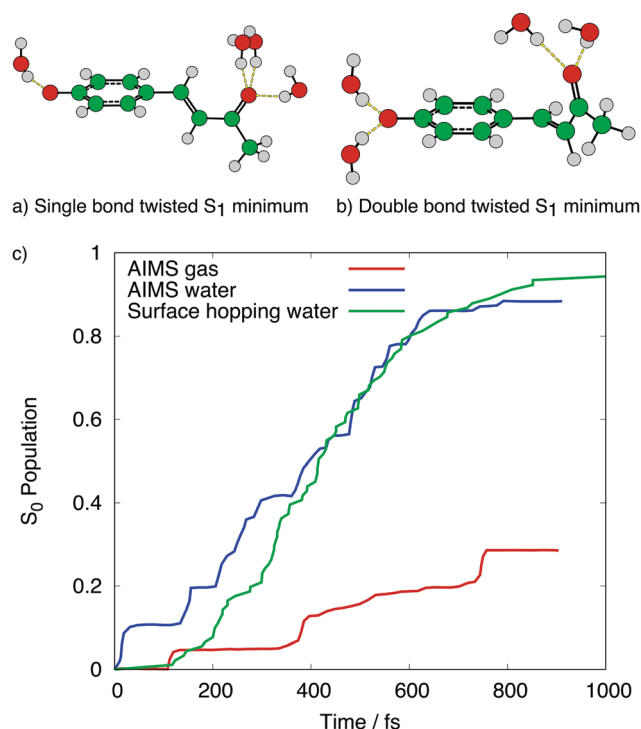 a) Single bond twisted S1 minimum
b) Double bond twisted S1 minimum
c)
AIMS gas
AIMS water
Surface hopping water
S0 Population
1
0.8
0.6
0.4
0.2
0
0 200 400 600 800 1000
Time / fs